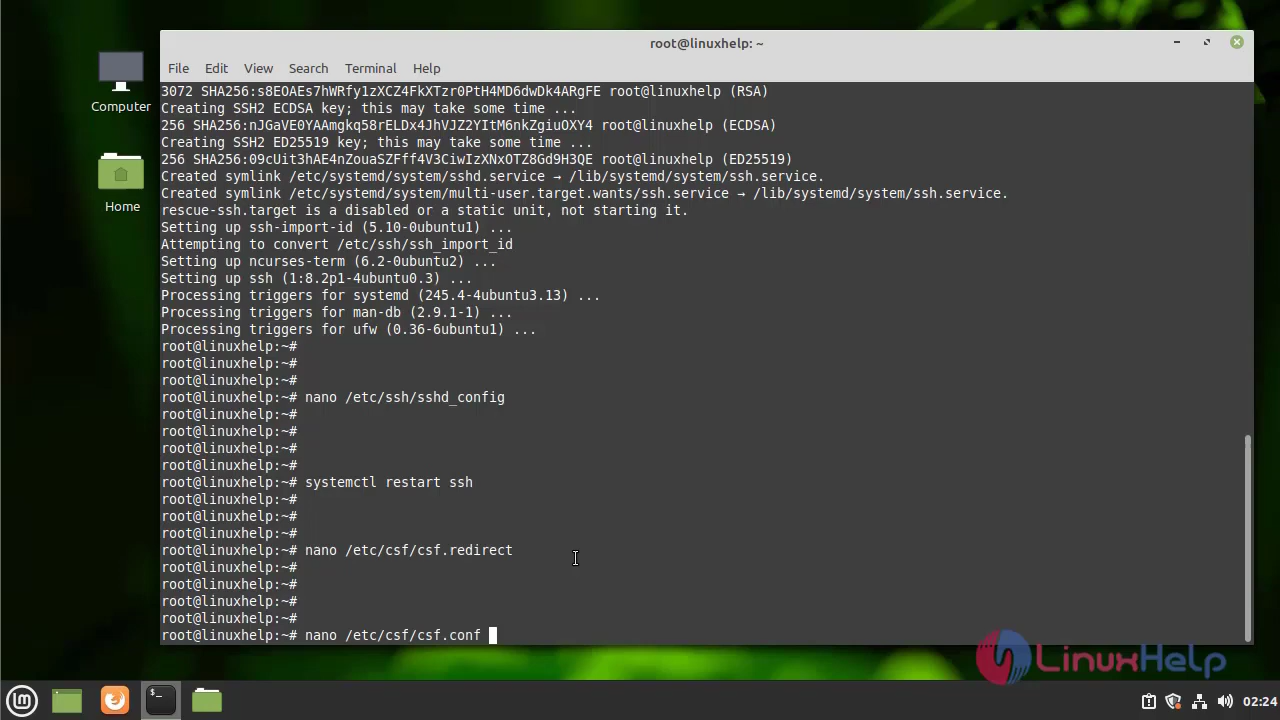 root@linuxhelp: ~
File Edit View Search Terminal Help
3072 SHA256:s8EOAEs7hWRfy1zXCZ4FkXTzr0PtH4MD6dwDk4ARgFE root@linuxhelp (RSA)
Creating SSH2 ECDSA key; this may take some time ...
256 SHA256:nJGaVE0YAAmgkq58rELDx4JhVJZ2YItM6nkZgiuOXY4 root@linuxhelp (ECDSA)
Creating SSH2 ED25519 key; this may take some time ...
256 SHA256:09cUit3hAE4nZouaSZFff4V3CiwIzXNxOTZ8Gd9H3QE root@linuxhelp (ED25519)
Created symlink /etc/systemd/system/sshd.service → /lib/systemd/system/ssh.service.
Created symlink /etc/systemd/system/multi-user.target.wants/ssh.service → /lib/systemd/system/ssh.service.
rescue-ssh.target is a disabled or a static unit, not starting it.
Setting up ssh-import-id (5.10-0ubuntu1) ...
Attempting to convert /etc/ssh/ssh_import_id
Setting up ncurses-term (6.2-0ubuntu2) ...
Setting up ssh (1:8.2p1-4ubuntu0.3) ...
Processing triggers for systemd (245.4-4ubuntu3.13) ...
Processing triggers for man-db (2.9.1-1) ...
Processing triggers for ufw (0.36-6ubuntu1) ...
root@linuxhelp:~#
root@linuxhelp:~#
root@linuxhelp:~#
root@linuxhelp:~# nano /etc/ssh/sshd_config
root@linuxhelp:~#
root@linuxhelp:~#
root@linuxhelp:~#
root@linuxhelp:~#
root@linuxhelp:~# systemctl restart ssh
root@linuxhelp:~#
root@linuxhelp:~#
root@linuxhelp:~#
root@linuxhelp:~# nano /etc/csf/csf.redirect
root@linuxhelp:~#
root@linuxhelp:~#
root@linuxhelp:~#
root@linuxhelp:~#
root@linuxhelp:~# nano /etc/csf/csf.conf
Computer
Home
LinuxHelp
02:24